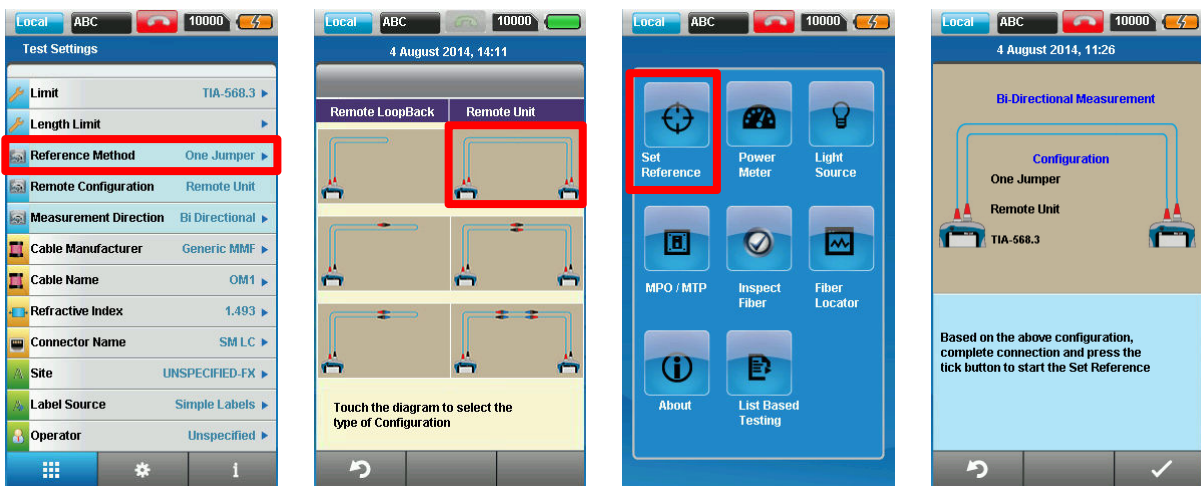 Local ABC 10000
Test Settings
Limit TIA-568.3
Length Limit
Reference Method One Jumper
Remote Configuration Remote Unit
Measurement Direction Bi Directional
Cable Manufacturer Generic MMF
Cable Name OM1
Refractive Index 1.493
Connector Name SM LC
Site UNSPECIFIED-FX
Label Source Simple Labels
Operator Unspecified
i
Local ABC 10000
4 August 2014, 14:11
Remote LoopBack Remote Unit
Touch the diagram to select the
type of Configuration
Local ABC 10000
Set
Reference
Power
Meter
Light
Source
MPO / MTP
Inspect
Fiber
Fiber
Locator
About
List Based
Testing
Local ABC 10000
4 August 2014, 11:26
Bi-Directional Measurement
Configuration
One Jumper
Remote Unit
TIA-568.3
Based on the above configuration,
complete connection and press the
tick button to start the Set Reference